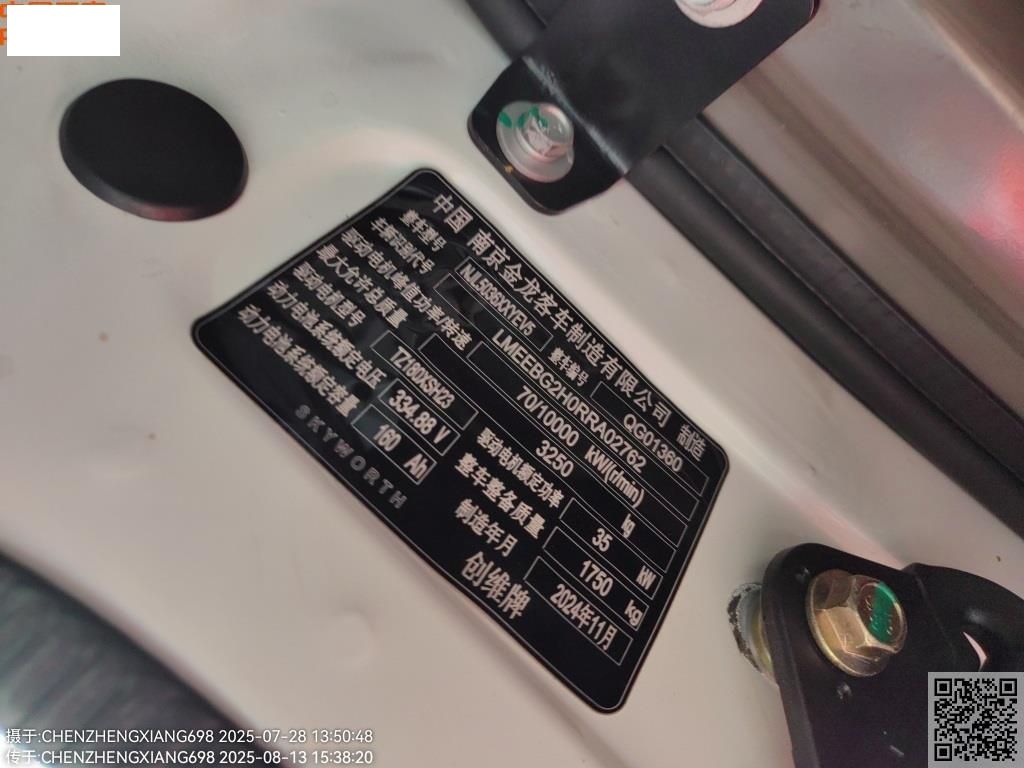 中国 南京金龙客车制造有限公司 制造
整车型号 整车编号 QG01360
车辆识别代号 LMEEBG2H0RRA02762
驱动电机峰值功率/转速 70/10000 kW/(r/min)
最大允许总质量 3250 kg
驱动电机型号 TZ180XSHZ3 驱动电机额定功率 35 kW
动力电池系统额定电压 334.88 V 整车整备质量 1750 kg
动力电池系统额定容量 160 Ah 制造年月 2024年11月
SKYWORTH 创维牌
摄于:CHENZHENGXIANG698 2025-07-28 13:50:48
传于:CHENZHENGXIANG698 2025-08-13 15:38:20